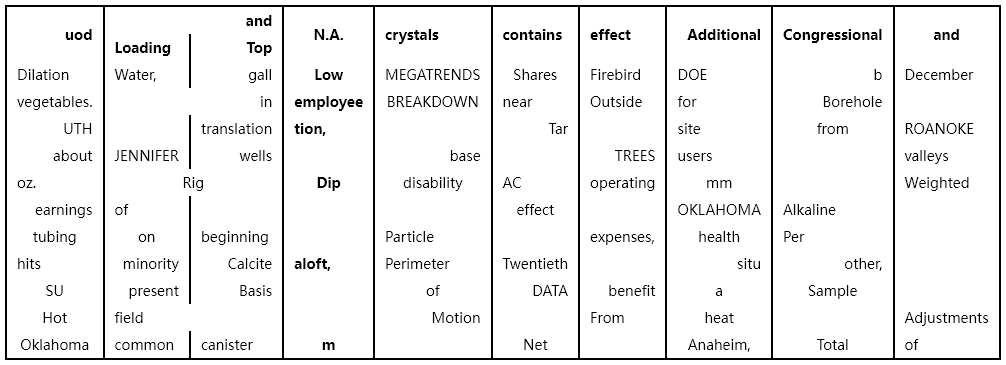 uod Loading and Top N.A. crystals contains effect Additional Congressional and
Dilation Water, gall Low MEGATRENDS Shares Firebird DOE b December
vegetables. in employee BREAKDOWN near Outside for Borehole
UTH translation tion, Tar site from ROANOKE
about JENNIFER wells base TREES users valleys
oz. Rig Dip disability AC operating mm Weighted
earnings of effect OKLAHOMA Alkaline
tubing on beginning Particle expenses, health Per
hits minority Calcite aloft, Perimeter Twentieth situ other,
SU present Basis of DATA benefit a Sample
Hot field Motion From heat Adjustments
Oklahoma common canister m Net Anaheim, Total of